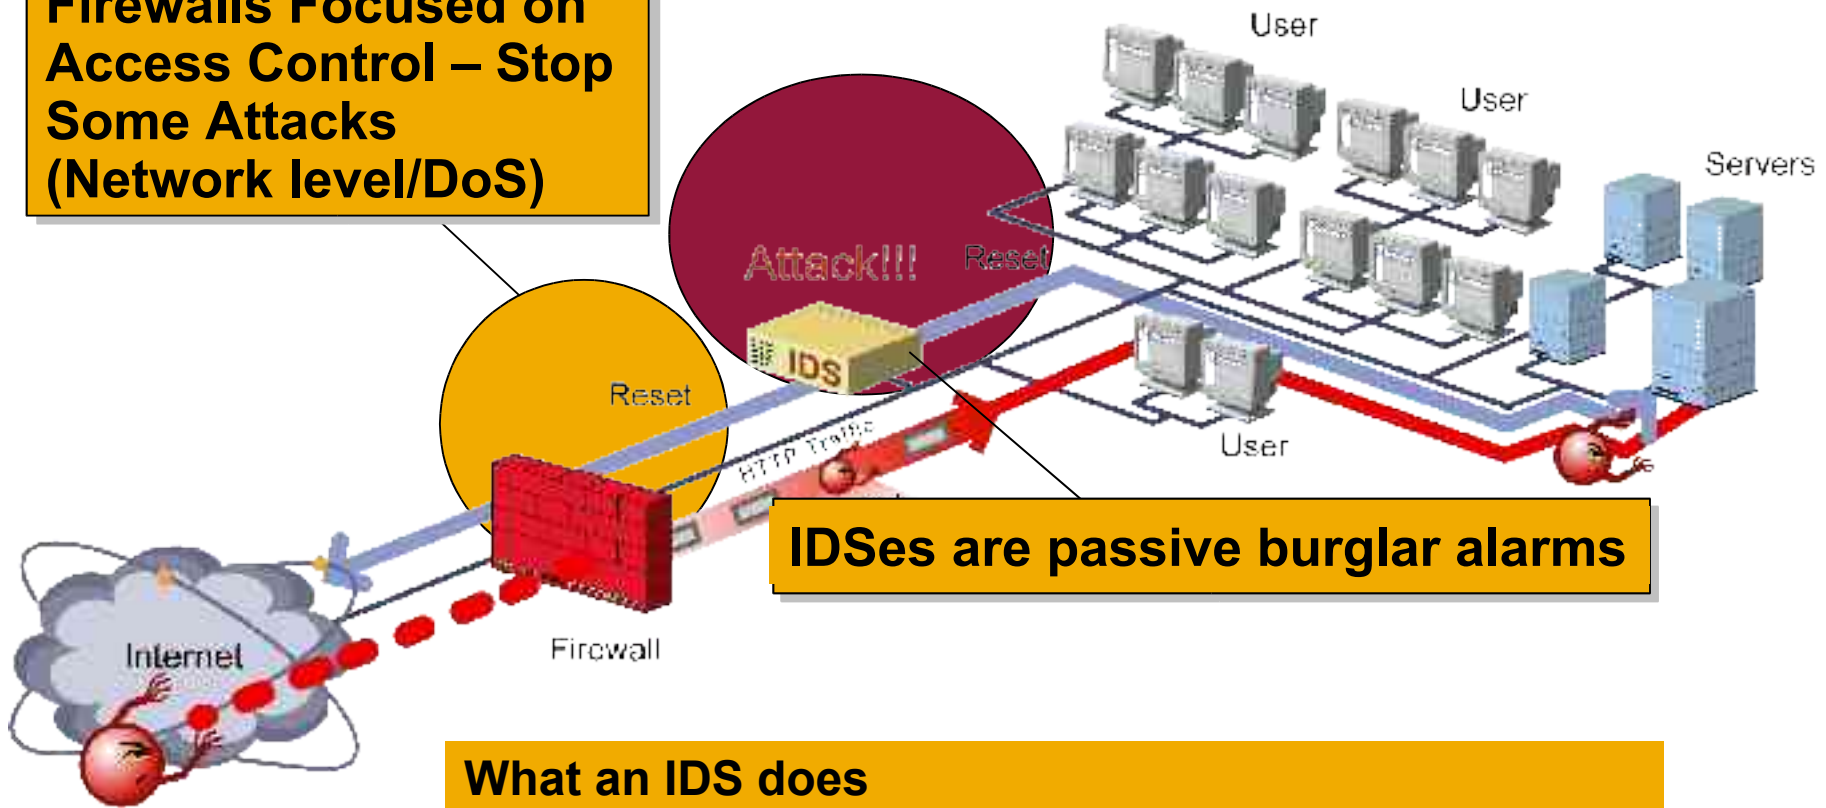 Firewalls Focused on
Access Control – Stop
Some Attacks
(Network level/DoS)
User
User
Servers
Attack!!!
Reset
IDS
Reset
HTTP Traffic
User
IDSes are passive burglar alarms
Firewall
Internet
What an IDS does